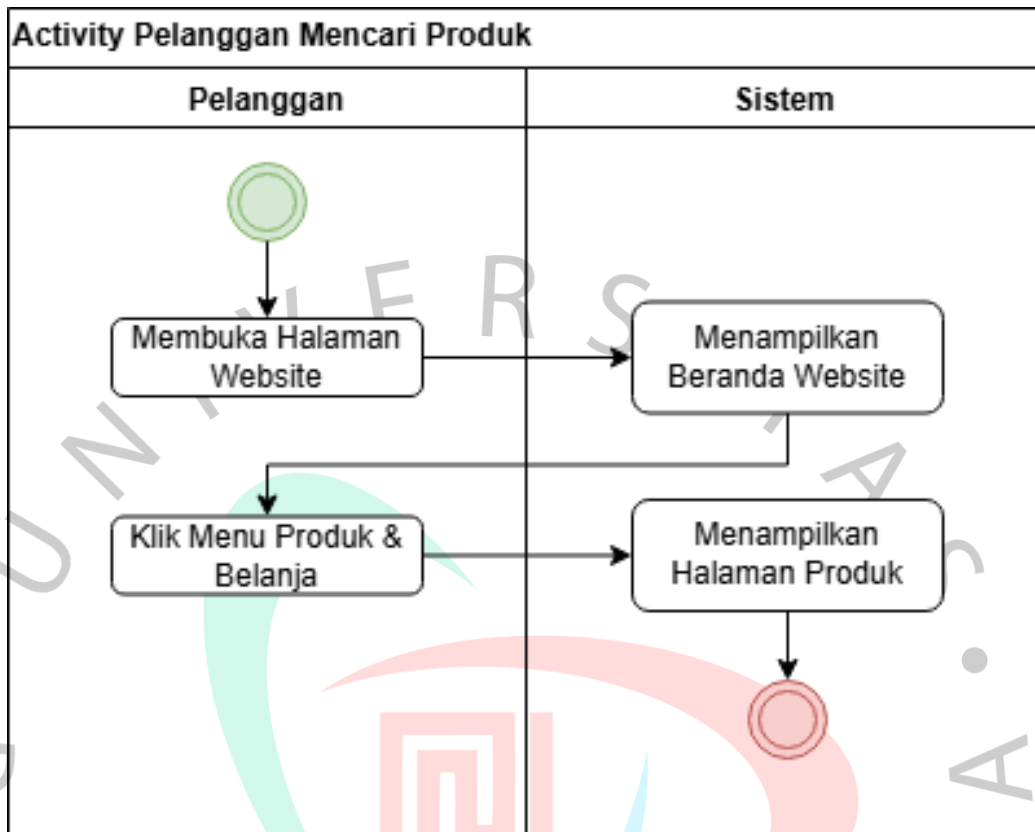 Activity Pelanggan Mencari Produk
Pelanggan
Sistem
Membuka Halaman
Website
Menampilkan
Beranda Website
Klik Menu Produk &
Belanja
Menampilkan
Halaman Produk
UNIVERSITAS